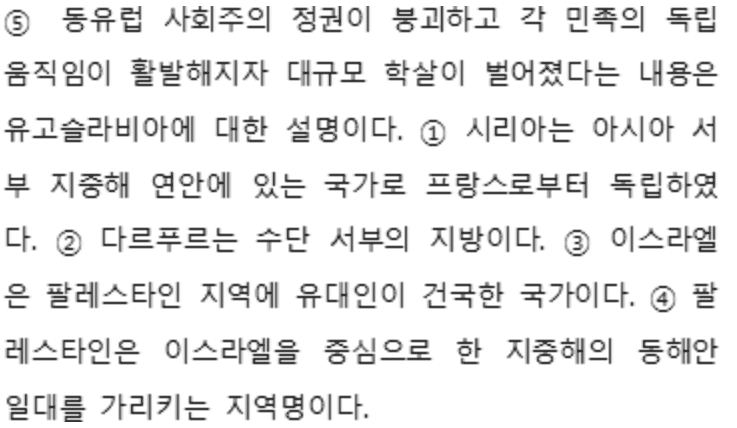 ⑤ 동유럽 사회주의 정권이 붕괴하고 각 민족의 독립
움직임이 활발해지자 대규모 학살이 벌어졌다는 내용은
유고슬라비아에 대한 설명이다. ① 시리아는 아시아 서
부 지중해 연안에 있는 국가로 프랑스로부터 독립하였
다. ② 다르푸르는 수단 서부의 지방이다. ③ 이스라엘
은 팔레스타인 지역에 유대인이 건국한 국가이다. ④ 팔
레스타인은 이스라엘을 중심으로 한 지중해의 동해안
일대를 가리키는 지역명이다.